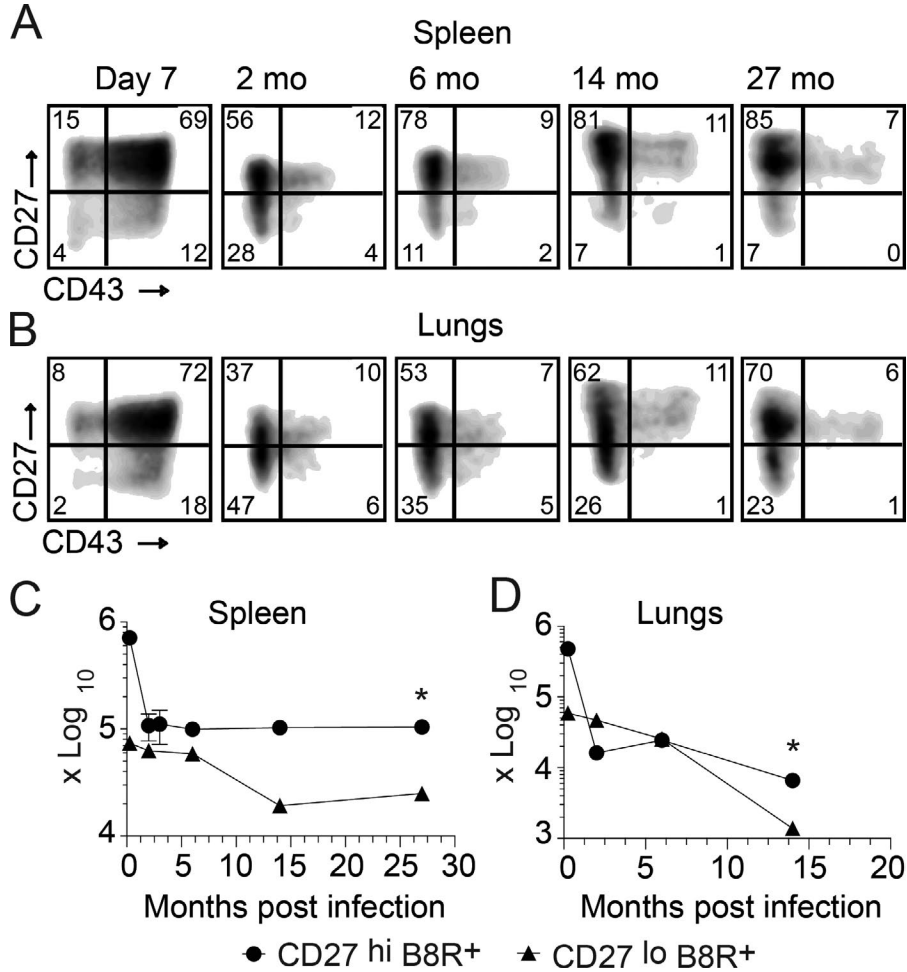 A
Spleen
Day 7 2 mo 6 mo 14 mo 27 mo
15 69 56 12 78 9 81 11 85 7
CD27
4 12 28 4 11 2 7 1 7 0
CD43
B
Lungs
8 72 37 10 53 7 62 11 70 6
CD27
2 18 47 6 35 5 26 1 23 1
CD43
C Spleen
6
5
4
x Log 10
*
0 5 10 15 20 25 30
Months post infection
D Lungs
6
5
4
3
x Log 10
*
0 5 10 15 20
Months post infection
CD27 hi B8R+ CD27 lo B8R+